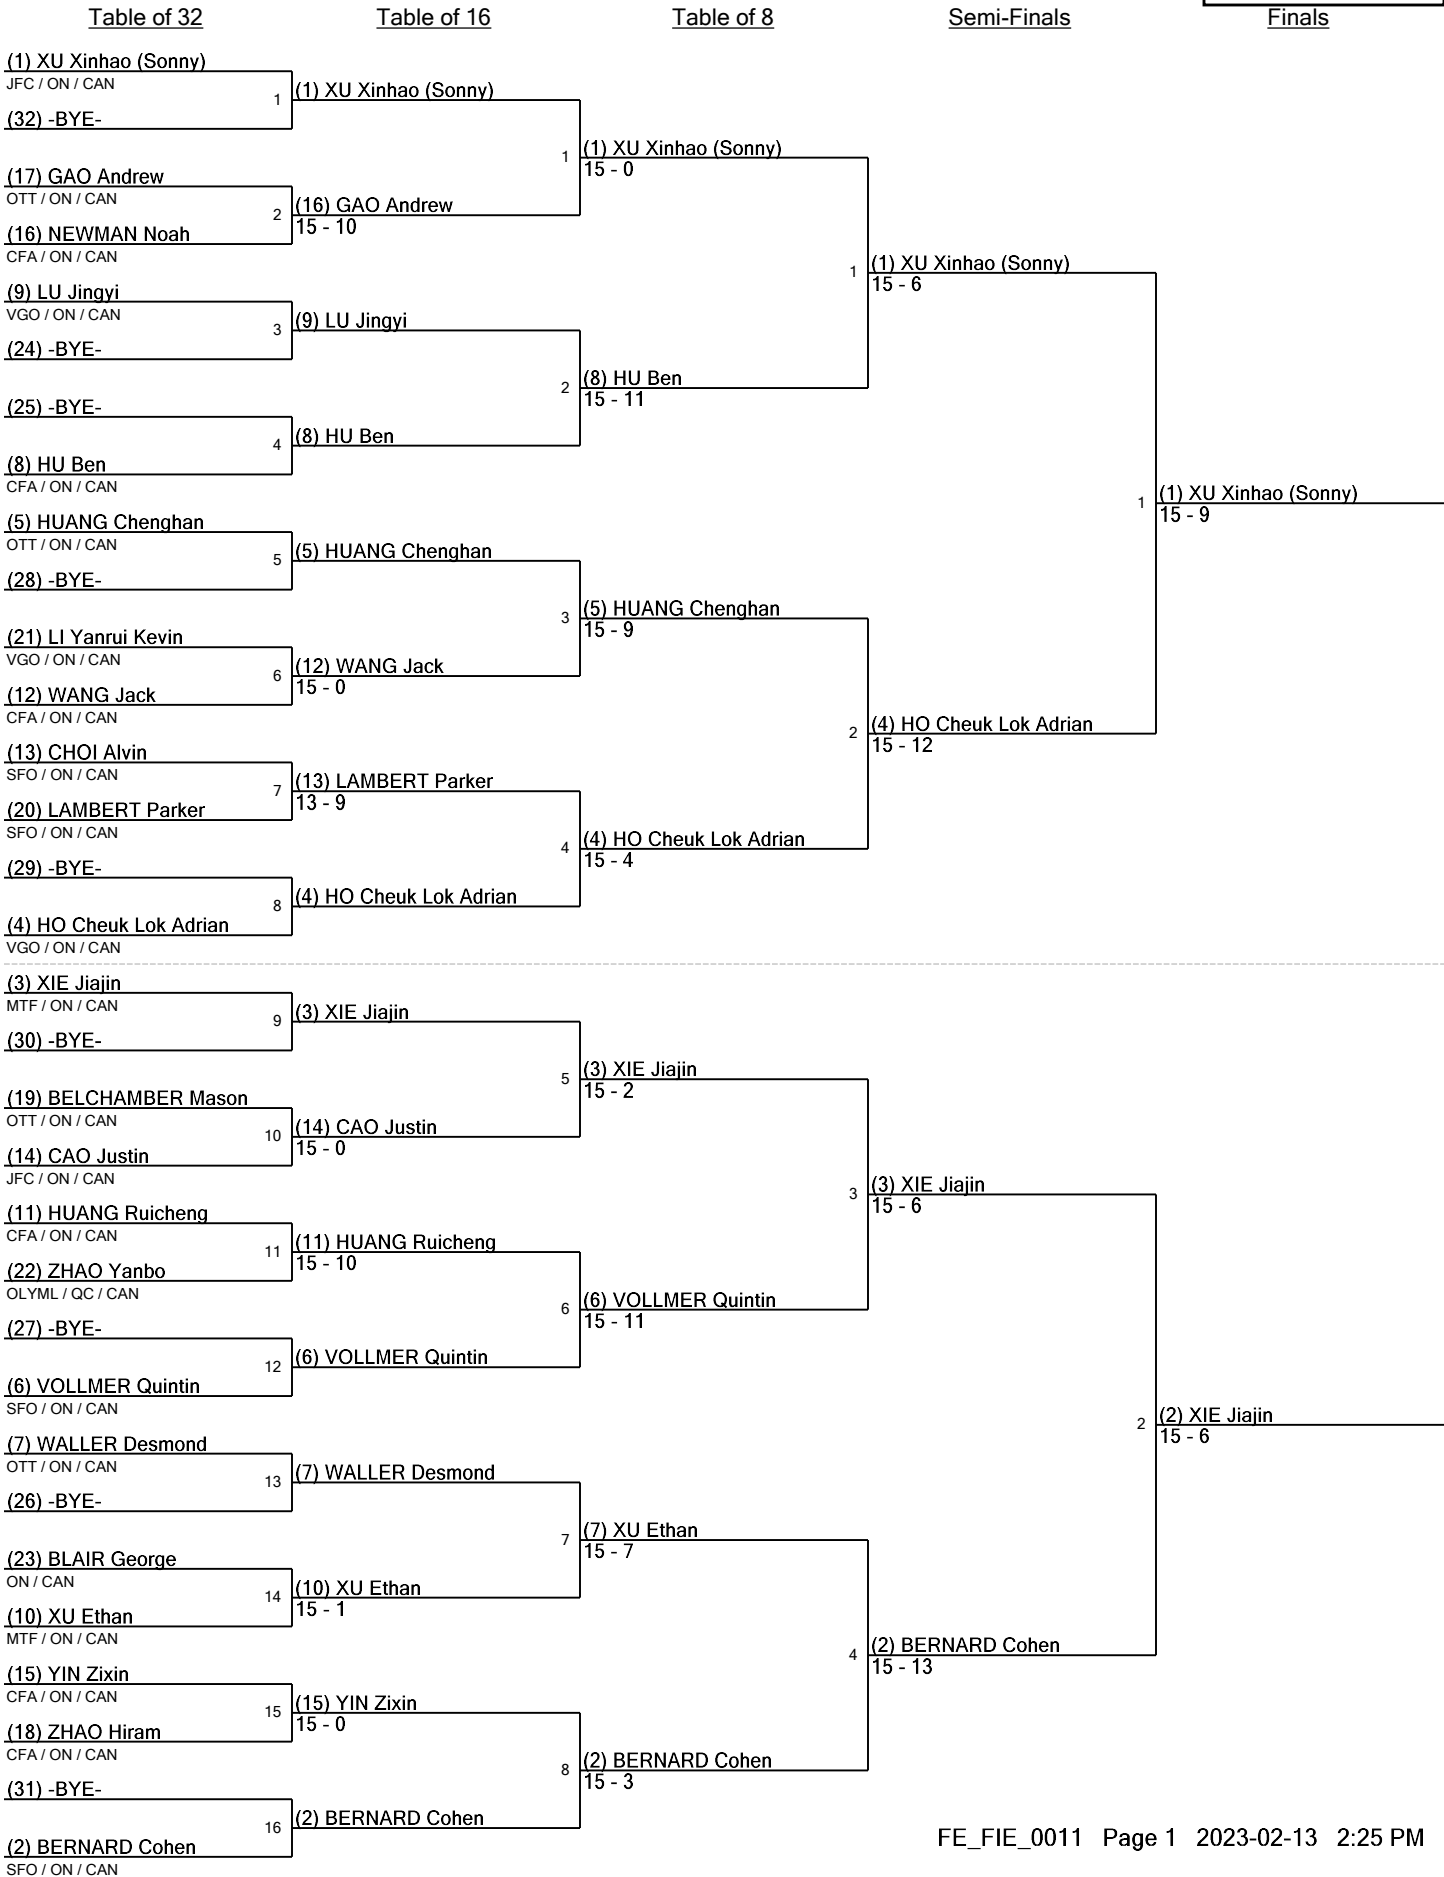 Table of 32 Table of 16 Table of 8 Semi-Finals Finals
(1) XU Xinhao (Sonny)
JFC / ON / CAN
1 (1) XU Xinhao (Sonny)
(32) -BYE-
1 (1) XU Xinhao (Sonny)
15 - 0
(17) GAO Andrew
OTT / ON / CAN
2 (16) GAO Andrew
15 - 10
(16) NEWMAN Noah
CFA / ON / CAN
1 (1) XU Xinhao (Sonny)
15 - 6
(9) LU Jingyi
VGO / ON / CAN
3 (9) LU Jingyi
(24) -BYE-
2 (8) HU Ben
15 - 11
(25) -BYE-
4 (8) HU Ben
(8) HU Ben
CFA / ON / CAN
1 (1) XU Xinhao (Sonny)
15 - 9
(5) HUANG Chenghan
OTT / ON / CAN
5 (5) HUANG Chenghan
(28) -BYE-
3 (5) HUANG Chenghan
15 - 9
(21) LI Yanrui Kevin
VGO / ON / CAN
6 (12) WANG Jack
15 - 0
(12) WANG Jack
CFA / ON / CAN
2 (4) HO Cheuk Lok Adrian
15 - 12
(13) CHOI Alvin
SFO / ON / CAN
7 (13) LAMBERT Parker
13 - 9
(20) LAMBERT Parker
SFO / ON / CAN
4 (4) HO Cheuk Lok Adrian
15 - 4
(29) -BYE-
8 (4) HO Cheuk Lok Adrian
(4) HO Cheuk Lok Adrian
VGO / ON / CAN
(3) XIE Jiajin
MTF / ON / CAN
9 (3) XIE Jiajin
(30) -BYE-
5 (3) XIE Jiajin
15 - 2
(19) BELCHAMBER Mason
OTT / ON / CAN
10 (14) CAO Justin
15 - 0
(14) CAO Justin
JFC / ON / CAN
3 (3) XIE Jiajin
15 - 6
(11) HUANG Ruicheng
CFA / ON / CAN
11 (11) HUANG Ruicheng
15 - 10
(22) ZHAO Yanbo
OLYML / QC / CAN
6 (6) VOLLMER Quintin
15 - 11
(27) -BYE-
12 (6) VOLLMER Quintin
(6) VOLLMER Quintin
SFO / ON / CAN
2 (2) XIE Jiajin
15 - 6
(7) WALLER Desmond
OTT / ON / CAN
13 (7) WALLER Desmond
(26) -BYE-
7 (7) XU Ethan
15 - 7
(23) BLAIR George
ON / CAN
14 (10) XU Ethan
15 - 1
(10) XU Ethan
MTF / ON / CAN
4 (2) BERNARD Cohen
15 - 13
(15) YIN Zixin
CFA / ON / CAN
15 (15) YIN Zixin
15 - 0
(18) ZHAO Hiram
CFA / ON / CAN
8 (2) BERNARD Cohen
15 - 3
(31) -BYE-
16 (2) BERNARD Cohen
(2) BERNARD Cohen
SFO / ON / CAN
FE_FIE_0011 Page 1 2023-02-13 2:25 PM